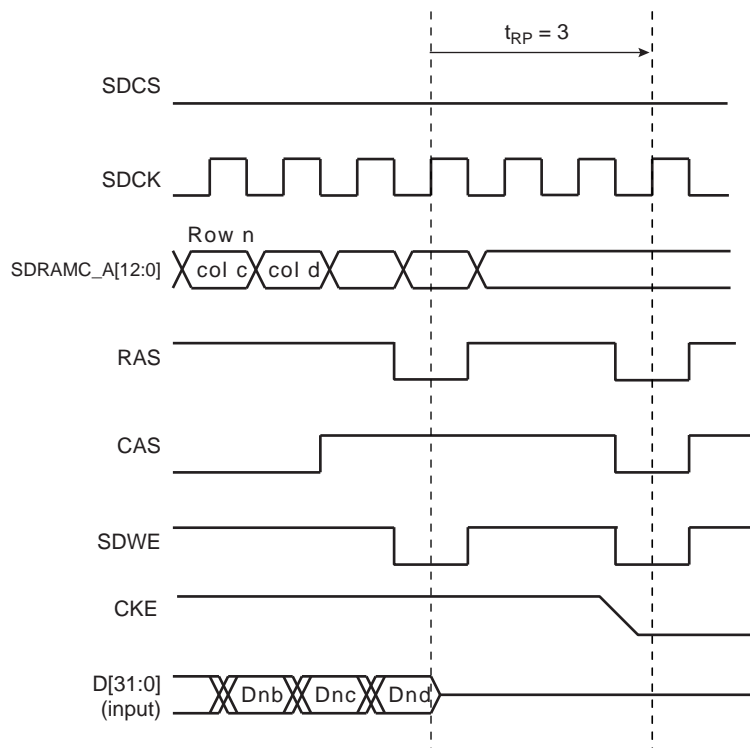 tRP = 3
SDCS
SDCK
Row n
SDRAMC_A[12:0]
col c col d
RAS
CAS
SDWE
CKE
D[31:0]
(input)
Dnb Dnc Dnd